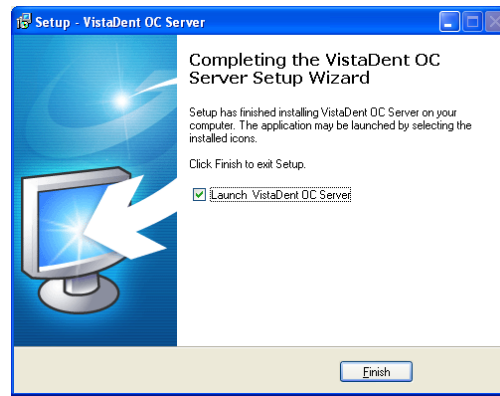 Setup - VistaDent OC Server
Completing the VistaDent OC
Server Setup Wizard
Setup has finished installing VistaDent OC Server on your
computer. The application may be launched by selecting the
installed icons.
Click Finish to exit Setup.
Launch VistaDent OC Server
Finish